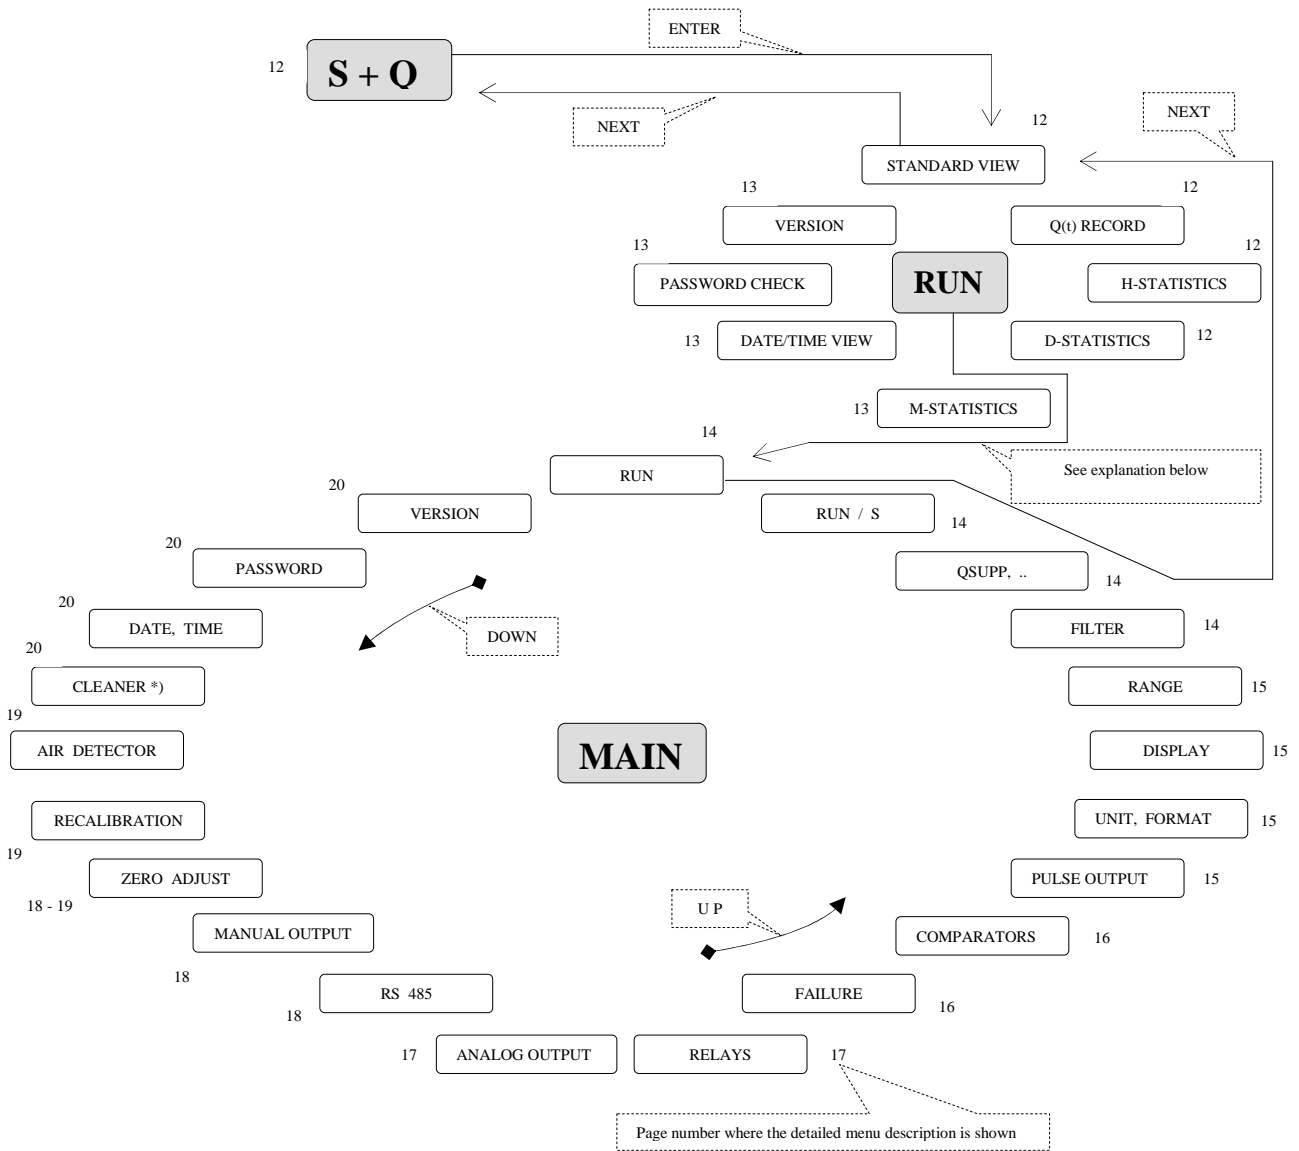 ENTER
12
S + Q
NEXT
12
NEXT
STANDARD VIEW
13
12
VERSION
Q(t) RECORD
13
12
PASSWORD CHECK
RUN
H-STATISTICS
13
DATE/TIME VIEW
D-STATISTICS
12
13
M-STATISTICS
14
See explanation below
RUN
20
VERSION
RUN / S
14
20
PASSWORD
QSUPP, ..
14
20
DATE, TIME
DOWN
FILTER
14
20
CLEANER *)
RANGE
15
19
AIR DETECTOR
MAIN
DISPLAY
15
RECALIBRATION
UNIT, FORMAT
15
19
ZERO ADJUST
PULSE OUTPUT
15
18 - 19
U P
MANUAL OUTPUT
COMPARATORS
16
18
RS 485
FAILURE
16
18
17
ANALOG OUTPUT
RELAYS
17
Page number where the detailed menu description is shown